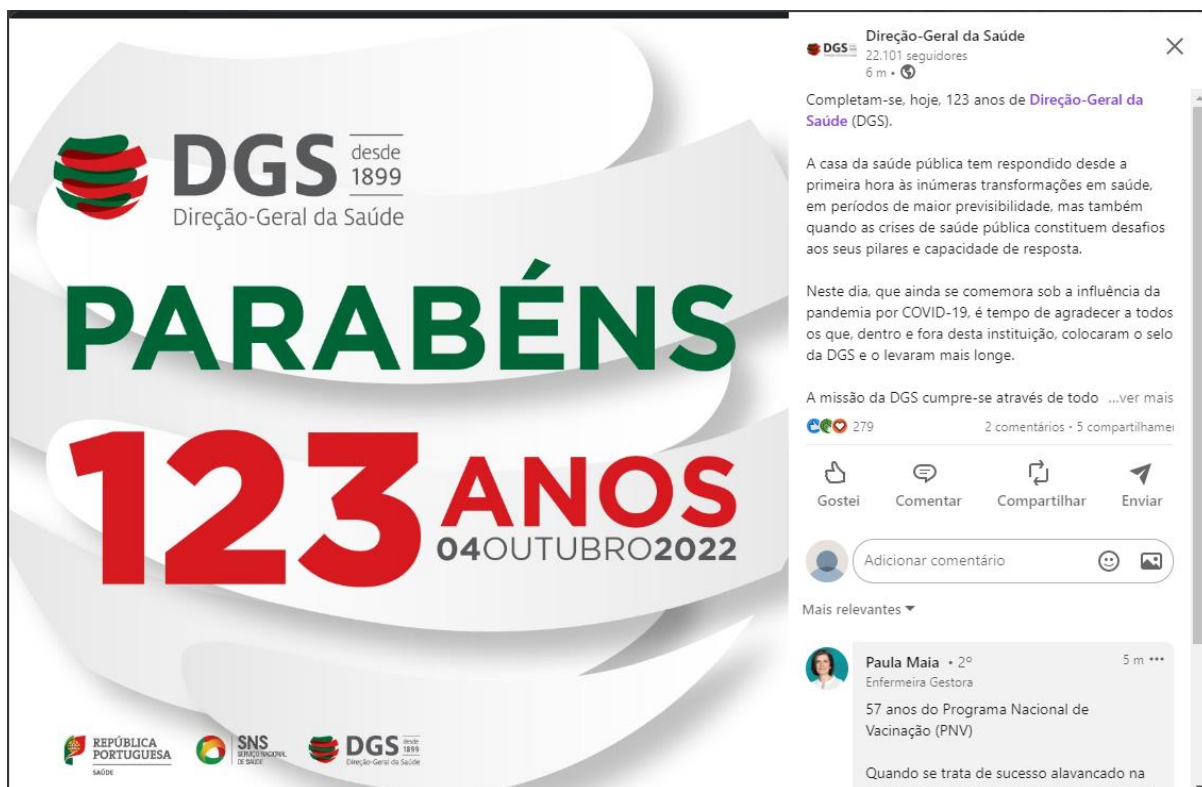 DGS
desde
1899
Direção-Geral da Saúde
PARABÉNS
123 ANOS
04OUTUBRO2022
REPÚBLICA
PORTUGUESA
SAÚDE
SNS
SERVIÇO NACIONAL
DE SAÚDE
DGS
desde
1899
Direção-Geral da Saúde
DGS
Direção-Geral da Saúde
22.101 seguidores
6 m •
Completam-se, hoje, 123 anos de Direção-Geral da
Saúde (DGS).
A casa da saúde pública tem respondido desde a
primeira hora às inúmeras transformações em saúde,
em períodos de maior previsibilidade, mas também
quando as crises de saúde pública constituem desafios
aos seus pilares e capacidade de resposta.
Neste dia, que ainda se comemora sob a influência da
pandemia por COVID-19, é tempo de agradecer a todos
os que, dentro e fora desta instituição, colocaram o selo
da DGS e o levaram mais longe.
A missão da DGS cumpre-se através de todo ...ver mais
279
2 comentários • 5 compartilhamen
Gostei
Comentar
Compartilhar
Enviar
Adicionar comentário
Mais relevantes
Paula Maia • 2º
5 m •••
Enfermeira Gestora
57 anos do Programa Nacional de
Vacinação (PNV)
Quando se trata de sucesso alavancado na